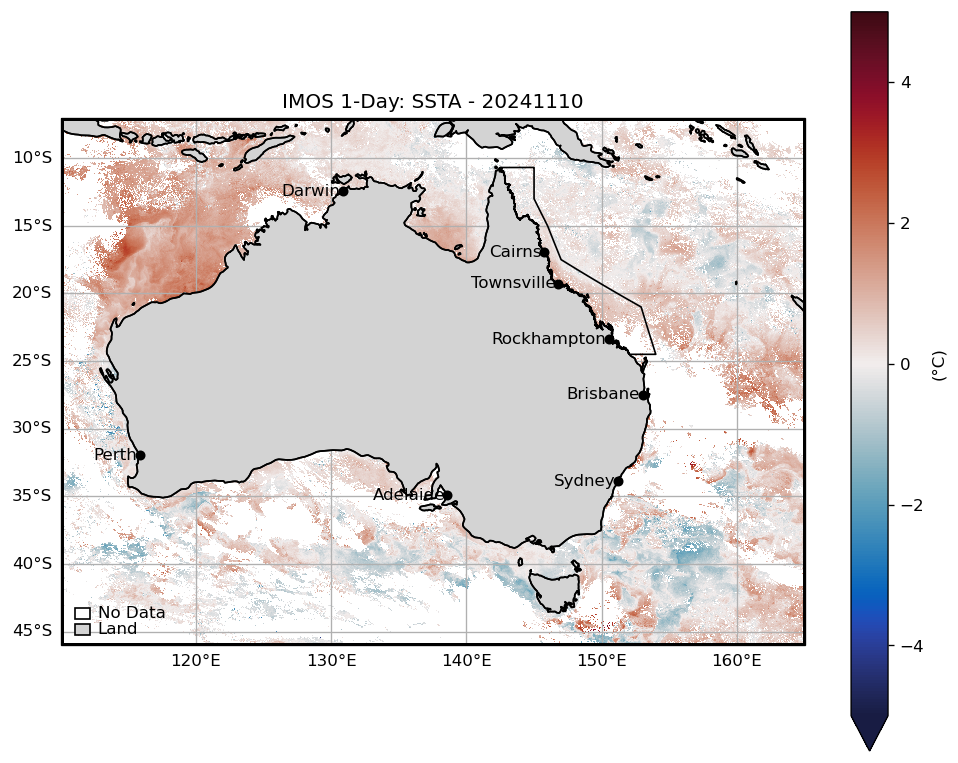 IMOS 1-Day: SSTA - 20241110
10°S
15°S
20°S
25°S
30°S
35°S
40°S
45°S
Darwin
Cairns
Townsville
Rockhampton
Brisbane
Perth
Sydney
Adelaide
No Data
Land
120°E 130°E 140°E 150°E 160°E
4
2
0
−2
−4
(°C)